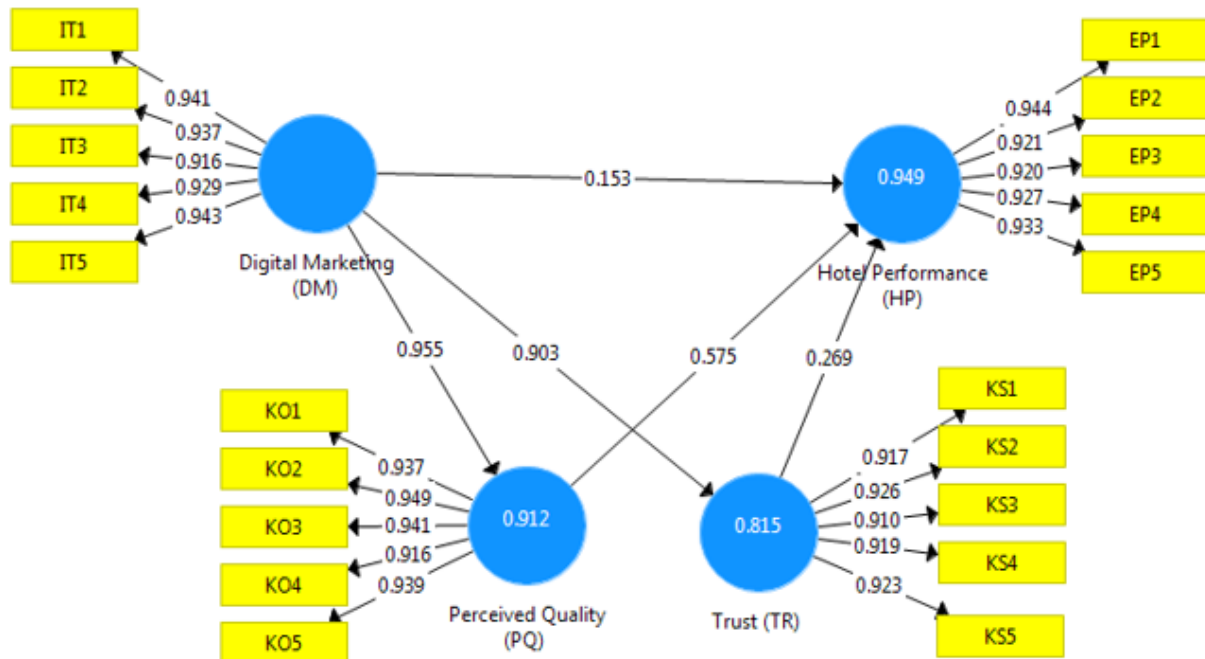 IT1
IT2
IT3
IT4
IT5
0.941
0.937
0.916
0.929
0.943
Digital Marketing
(DM)
0.153
0.949
Hotel Performance
(HP)
EP1
EP2
EP3
EP4
EP5
0.944
0.921
0.920
0.927
0.933
0.955
0.903
0.575
0.269
KO1
KO2
KO3
KO4
KO5
0.937
0.949
0.941
0.916
0.939
0.912
Perceived Quality
(PQ)
0.815
Trust (TR)
KS1
KS2
KS3
KS4
KS5
0.917
0.926
0.910
0.919
0.923